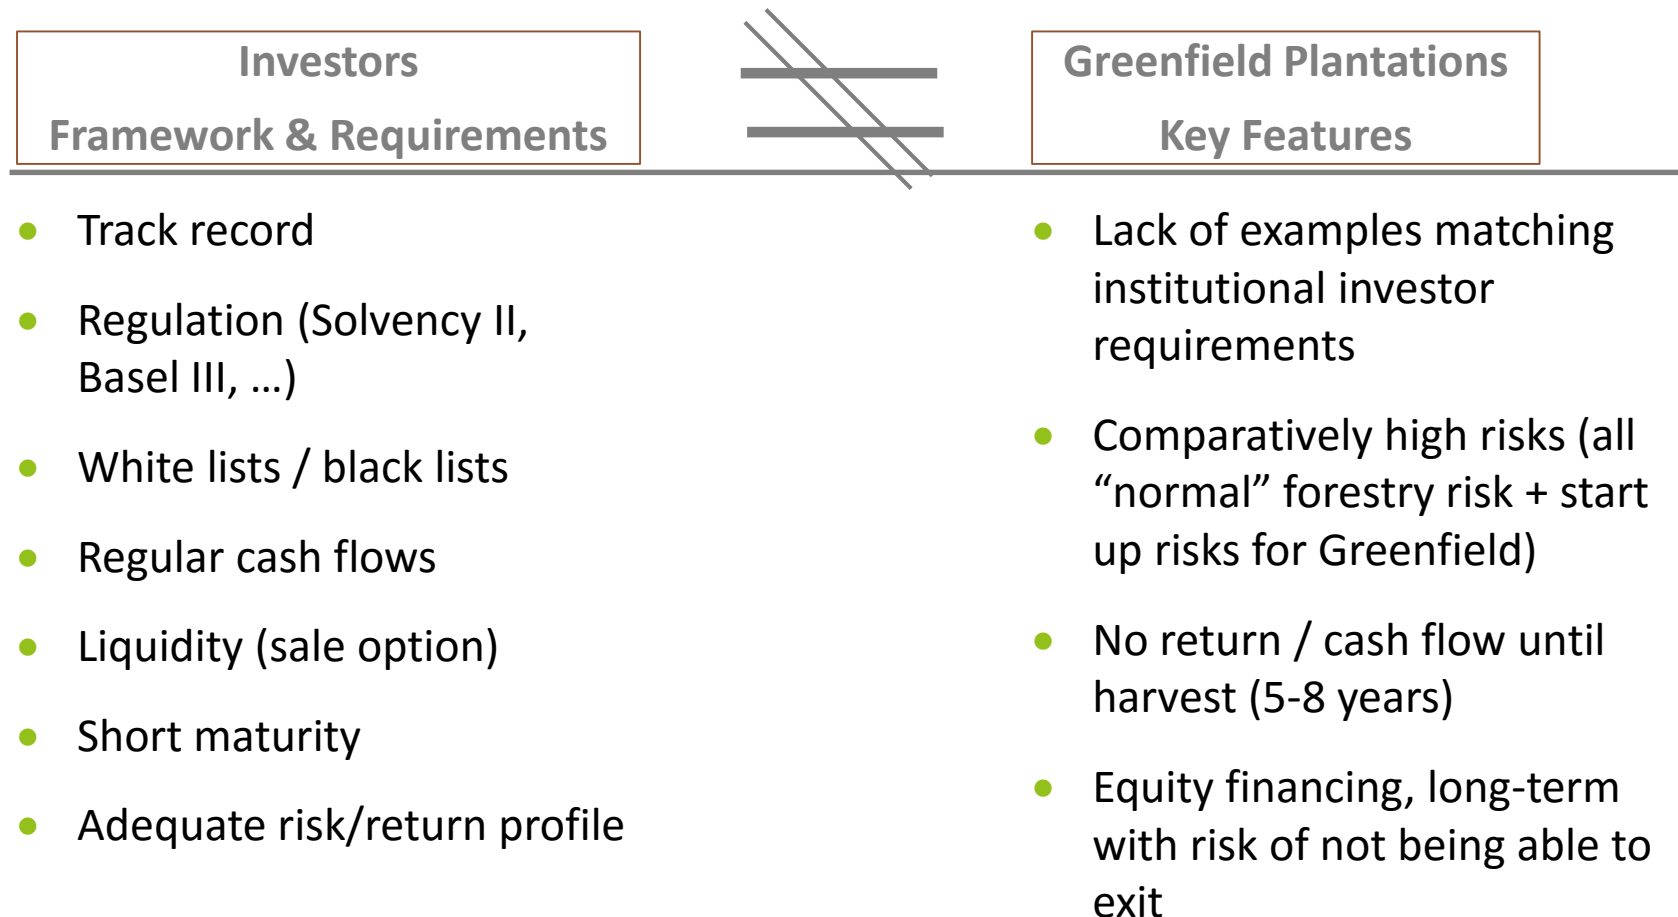 Investors
Framework & Requirements
Greenfield Plantations
Key Features
• Track record
• Regulation (Solvency II,
Basel III, …)
• White lists / black lists
• Regular cash flows
• Liquidity (sale option)
• Short maturity
• Adequate risk/return profile
• Lack of examples matching
institutional investor
requirements
• Comparatively high risks (all
“normal” forestry risk + start
up risks for Greenfield)
• No return / cash flow until
harvest (5-8 years)
• Equity financing, long-term
with risk of not being able to
exit